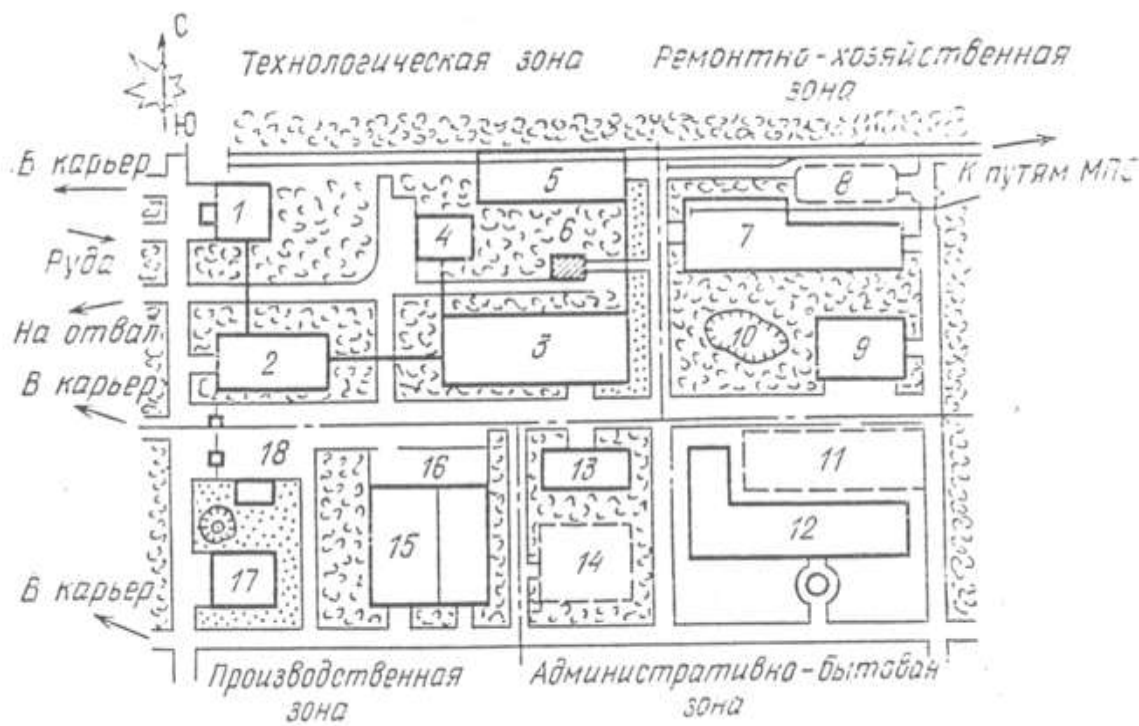 С
Технологическая зона
Ремонтно-хозяйственная
зона
Ю
В карьер
К путям МПС
5
8
1
4
6
7
Руда
На отвал
10
2
3
9
В карьер
18
16
13
11
15
14
12
17
В карьер
Производственная
зона
Административно-бытован
зона